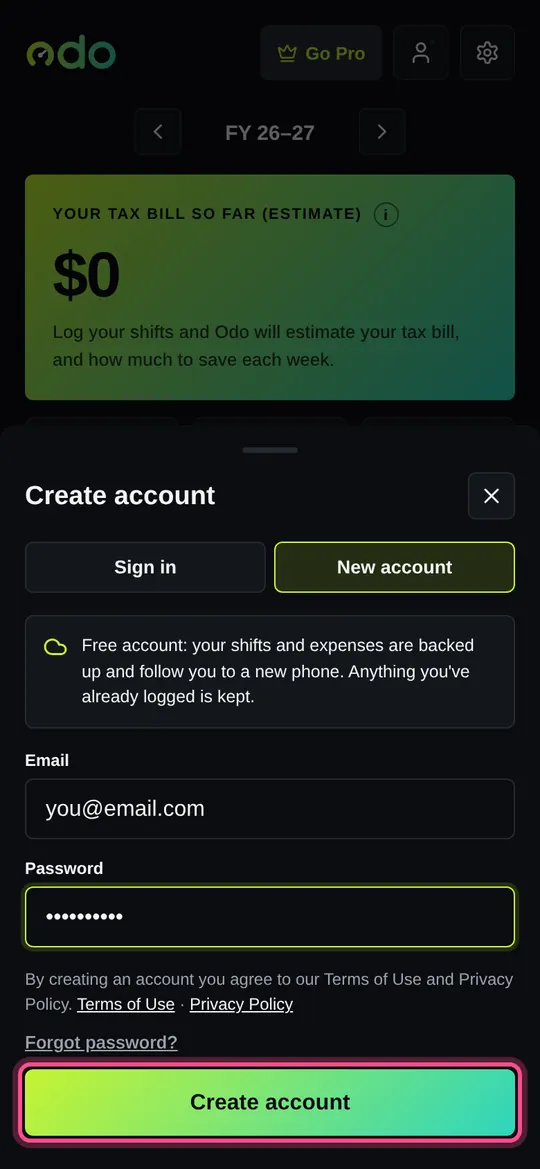 odo
Go Pro
FY 26–27
YOUR TAX BILL SO FAR (ESTIMATE) i
$0
Log your shifts and Odo will estimate your tax bill,
and how much to save each week.
Create account
Sign in
New account
Free account: your shifts and expenses are backed
up and follow you to a new phone. Anything you've
already logged is kept.
Email
you@email.com
Password
••••••••••
By creating an account you agree to our Terms of Use and Privacy
Policy. Terms of Use · Privacy Policy
Forgot password?
Create account